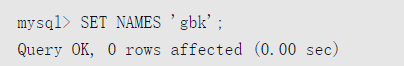 mysql> SET NAMES 'gbk';
Query OK, 0 rows affected (0.00 sec)